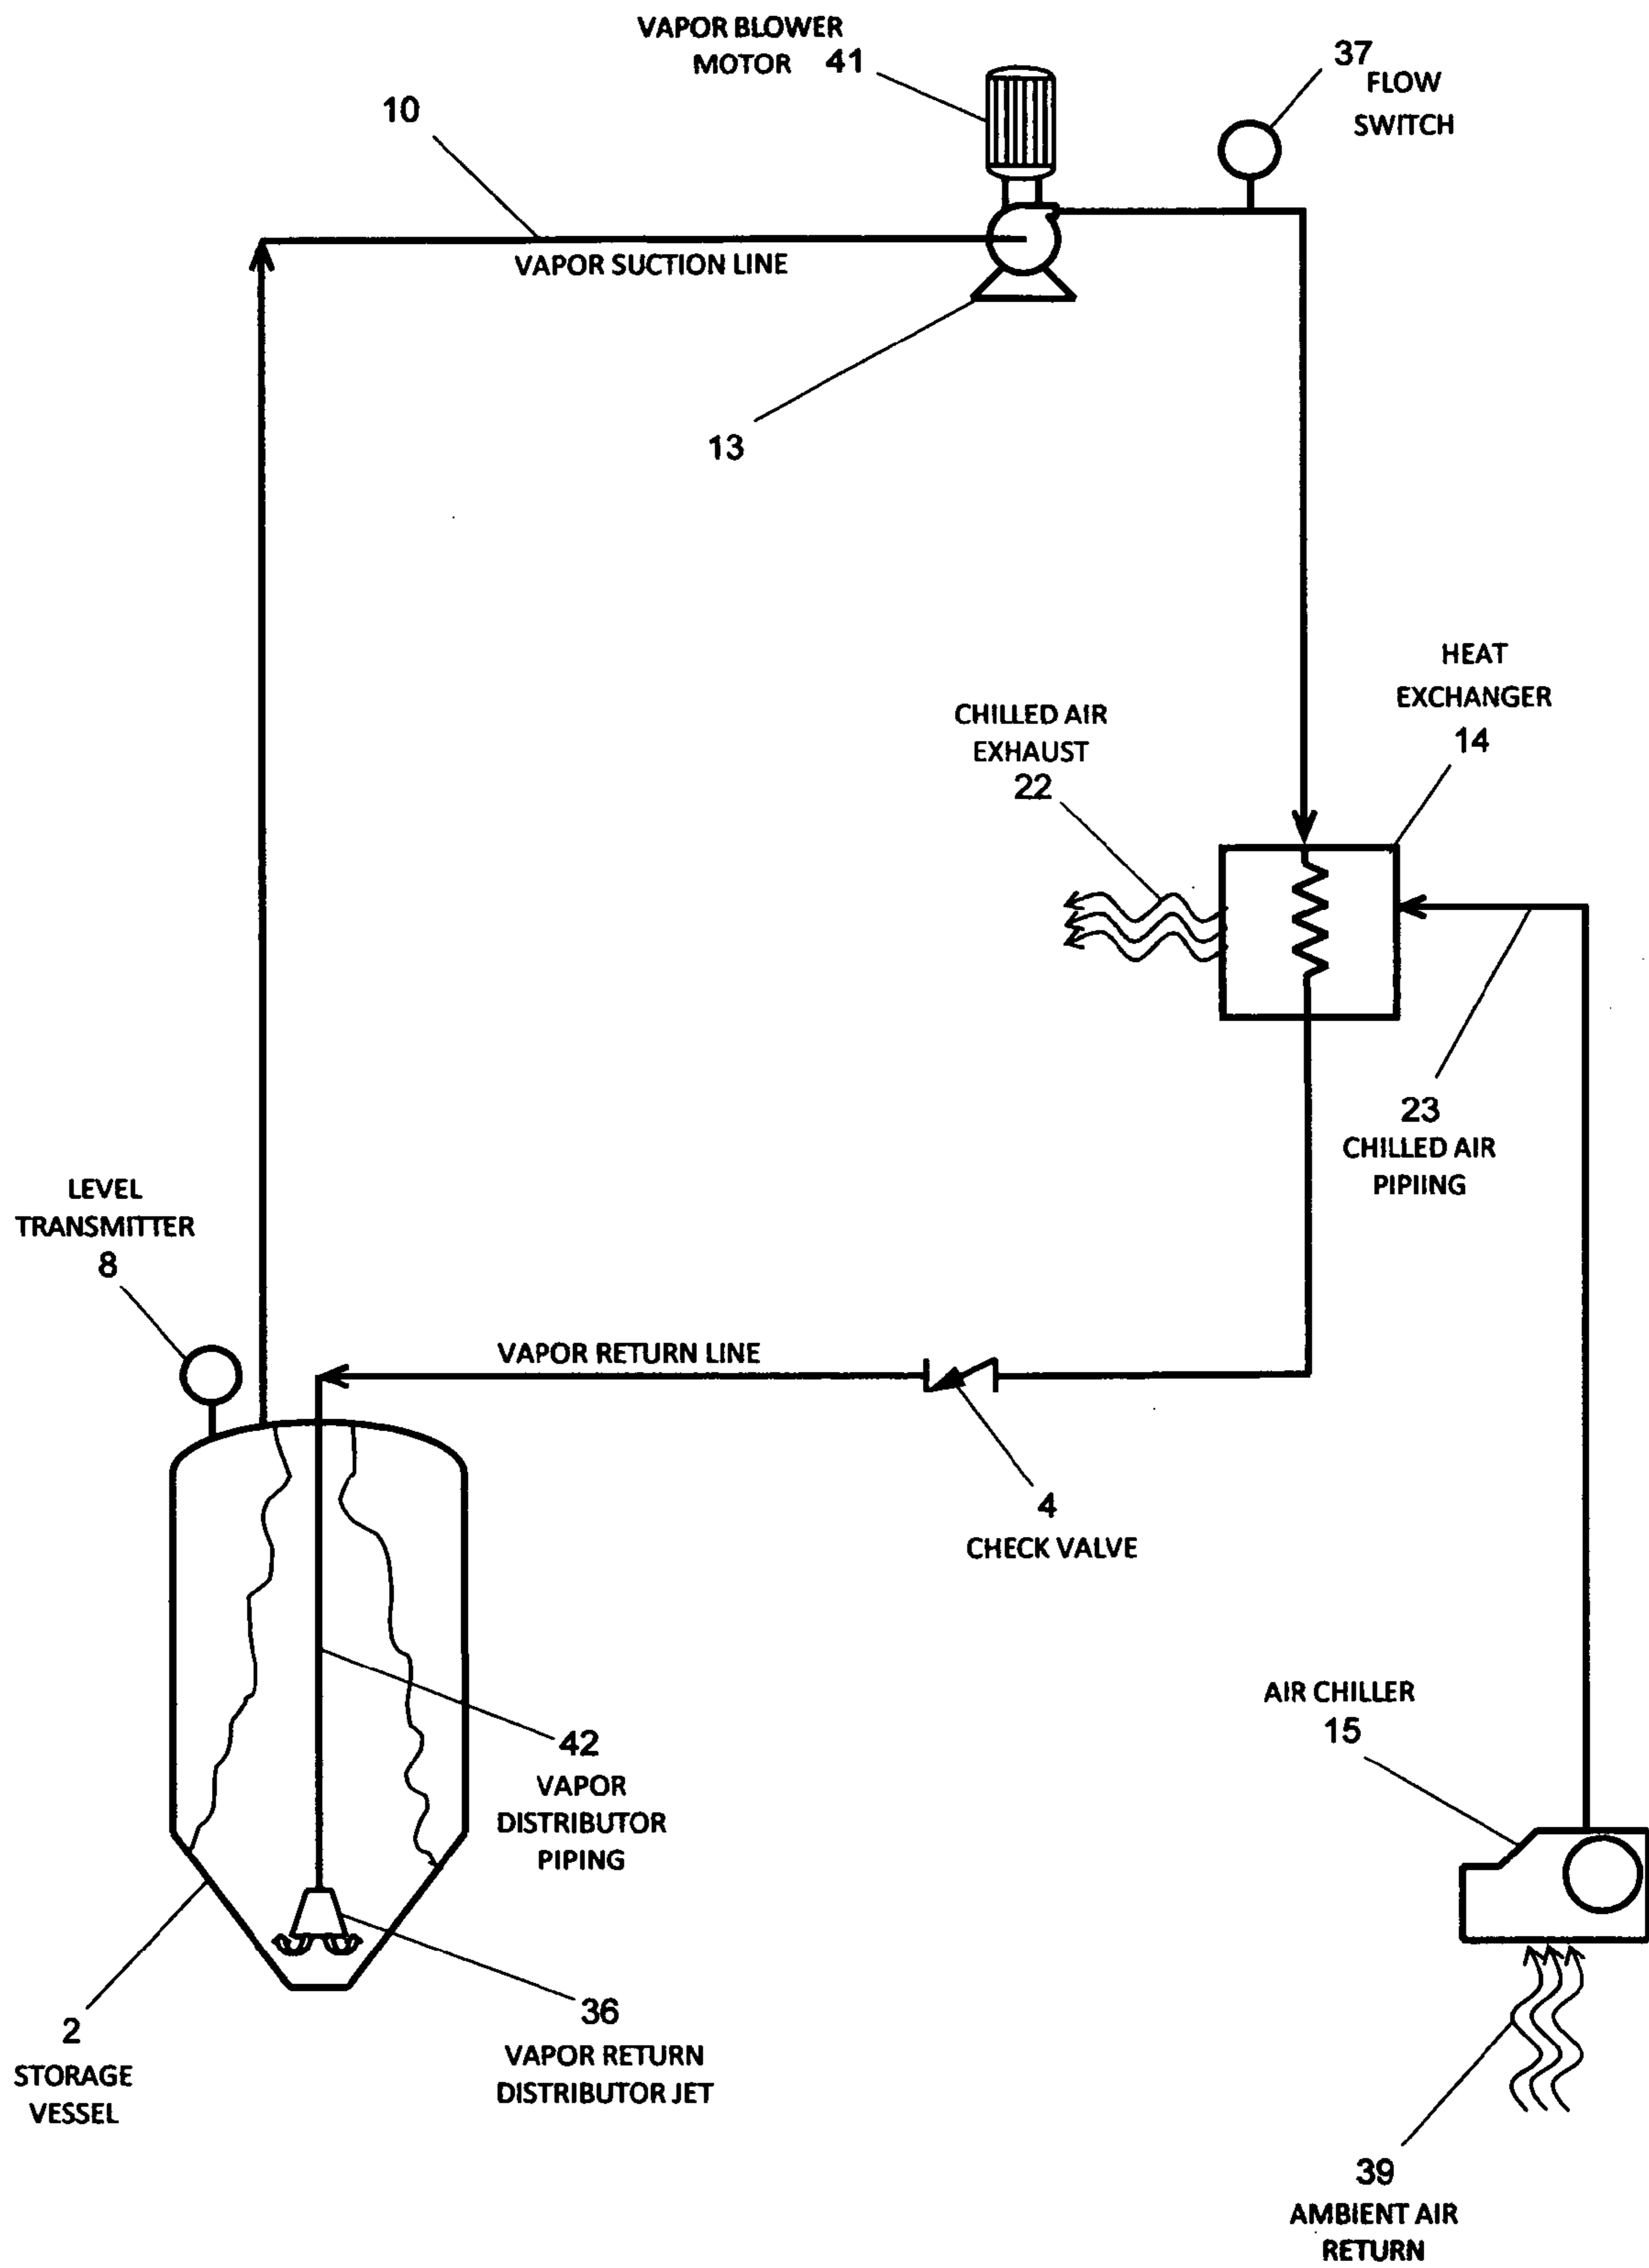 VAPOR BLOWER
MOTOR 41
37
FLOW
SWITCH
10
VAPOR SUCTION LINE
13
HEAT
EXCHANGER
14
CHILLED AIR
EXHAUST
22
23
CHILLED AIR
PIPIING
LEVEL
TRANSMITTER
8
VAPOR RETURN LINE
4
CHECK VALVE
AIR CHILLER
15
42
VAPOR
DISTRIBUTOR
PIPING
2
STORAGE
VESSEL
36
VAPOR RETURN
DISTRIBUTOR JET
39
AMBIENT AIR
RETURN